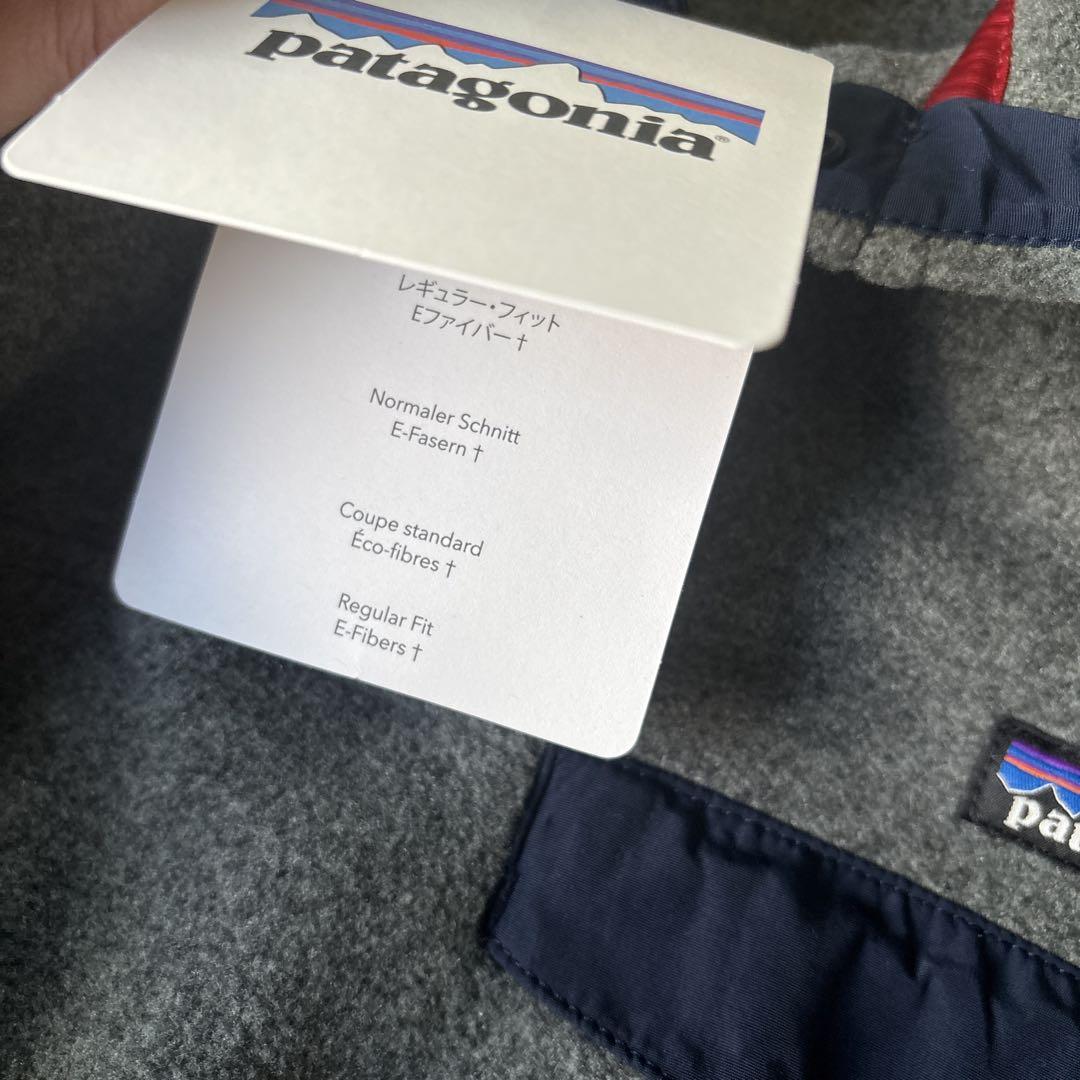 patagonia®
レギュラー・フィット
Eファイバー†
Normaler Schnitt
E-Fasern †
Coupe standard
Éco-fibres †
Regular Fit
E-Fibers †
pat